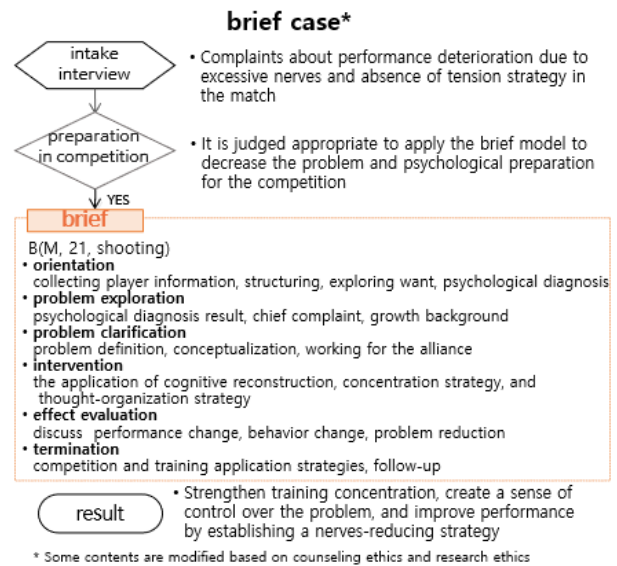 brief case*
intake
interview
• Complaints about performance deterioration due to
excessive nerves and absence of tension strategy in
the match
preparation
in competition
• It is judged appropriate to apply the brief model to
decrease the problem and psychological preparation
for the competition
YES
brief
B(M, 21, shooting)
• orientation
collecting player information, structuring, exploring want, psychological diagnosis
• problem exploration
psychological diagnosis result, chief complaint, growth background
• problem clarification
problem definition, conceptualization, working for the alliance
• intervention
the application of cognitive reconstruction, concentration strategy, and
thought-organization strategy
• effect evaluation
discuss performance change, behavior change, problem reduction
• termination
competition and training application strategies, follow-up
result
• Strengthen training concentration, create a sense of
control over the problem, and improve performance
by establishing a nerves-reducing strategy
* Some contents are modified based on counseling ethics and research ethics